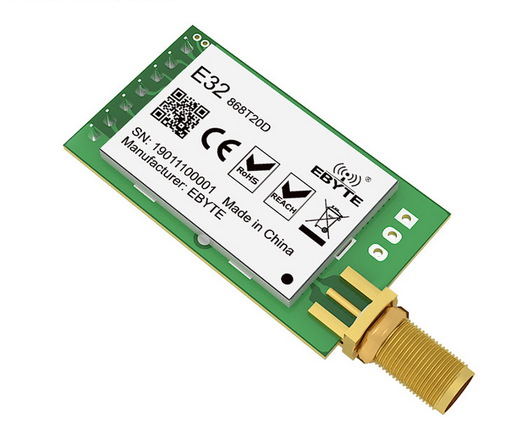 E32 868T20D
CE
RoHS
REACH
EBYTE ®
SN: 19011100001
Manufacturer: EBYTE
Made in China